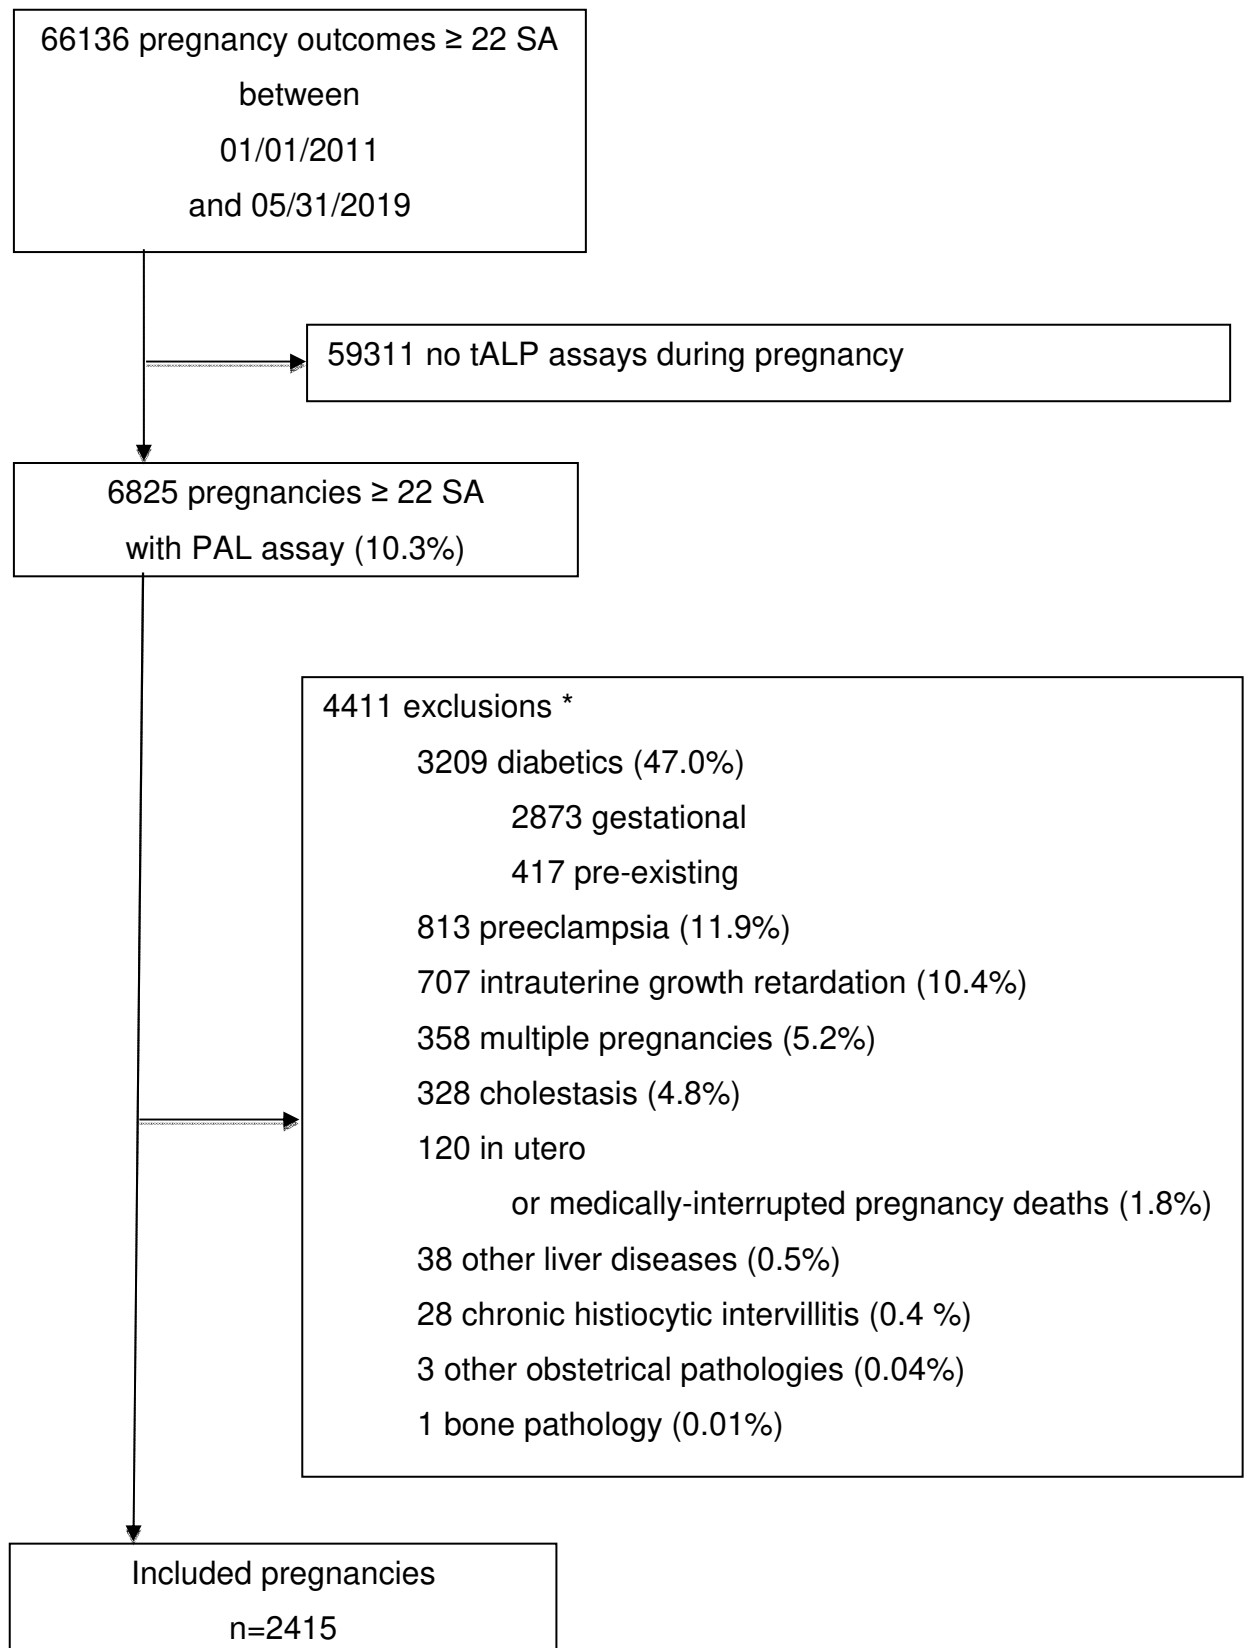 66136 pregnancy outcomes ≥ 22 SA
between
01/01/2011
and 05/31/2019
59311 no tALP assays during pregnancy
6825 pregnancies ≥ 22 SA
with PAL assay (10.3%)
4411 exclusions *
3209 diabetics (47.0%)
2873 gestational
417 pre-existing
813 preeclampsia (11.9%)
707 intrauterine growth retardation (10.4%)
358 multiple pregnancies (5.2%)
328 cholestasis (4.8%)
120 in utero
or medically-interrupted pregnancy deaths (1.8%)
38 other liver diseases (0.5%)
28 chronic histiocytic intervillitis (0.4 %)
3 other obstetrical pathologies (0.04%)
1 bone pathology (0.01%)
Included pregnancies
n=2415